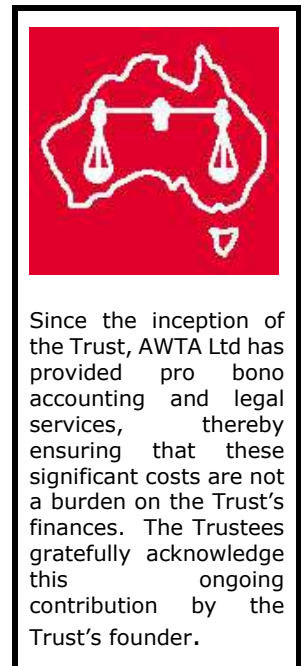 Since the inception of
the Trust, AWTA Ltd has
provided pro bono
accounting and legal
services, thereby
ensuring that these
significant costs are not
a burden on the Trust's
finances. The Trustees
gratefully acknowledge
this ongoing
contribution by the
Trust's founder.